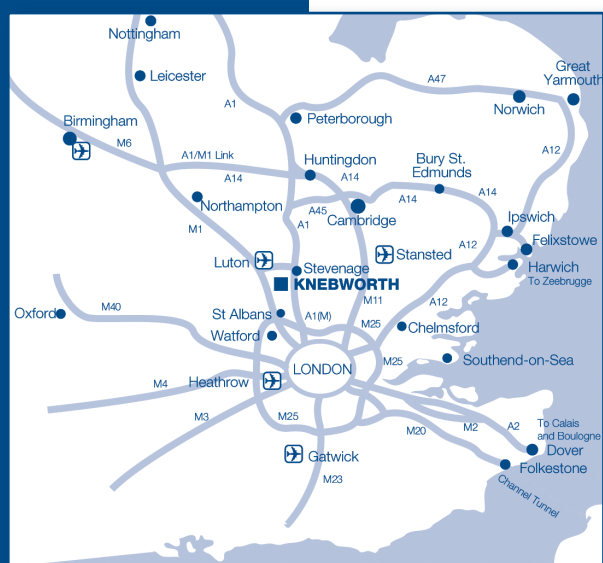 Nottingham
Leicester
Great
Yarmouth
A47
Norwich
A1
Peterborough
Birmingham
M6
A12
A1/M1 Link
Huntingdon
Bury St.
Edmunds
A14
A14
A14
A14
Northampton
A45
Cambridge
M1
A1
Ipswich
Felixstowe
A12
Luton
Stansted
Stevenage
Harwich
To Zeebrugge
KNEBWORTH
M11
A12
Oxford
M40
St Albans
A1(M)
M25
Chelmsford
Watford
M25
Southend-on-Sea
LONDON
M4
Heathrow
M3
M25
M20
M2
A2
To Calais
and Boulogne
Dover
Gatwick
Folkestone
M23
Channel Tunnel